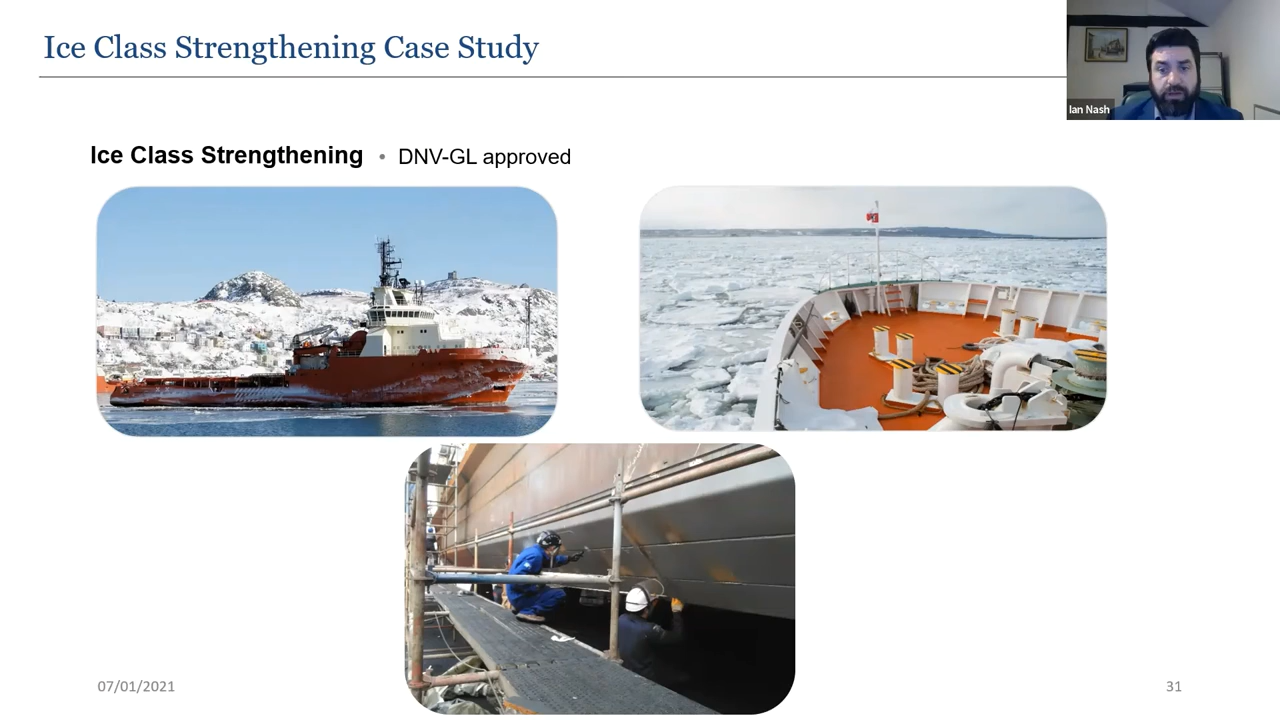 Ice Class Strengthening Case Study
Ian Nash
Ice Class Strengthening • DNV-GL approved
07/01/2021
31